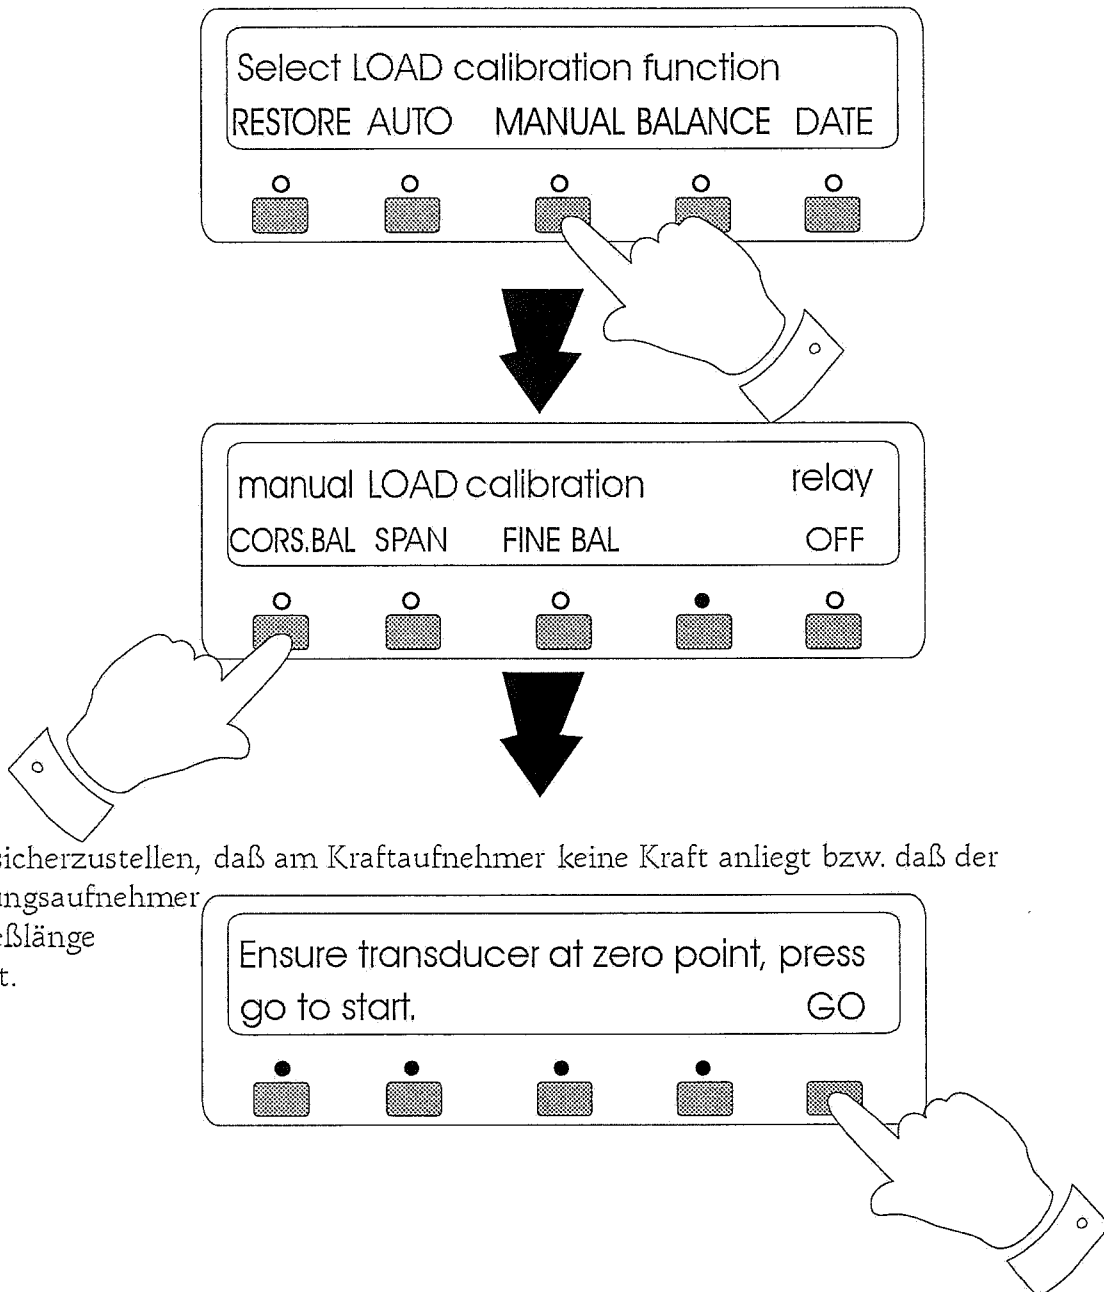 Select LOAD calibration function
RESTORE AUTO MANUAL BALANCE DATE
manual LOAD calibration relay
CORS.BAL SPAN FINE BAL OFF
sicherzustellen, daß am Kraftaufnehmer keine Kraft anliegt bzw. daß der
ungsaufnehmer
eßlänge
t.
Ensure transducer at zero point, press
go to start. GO